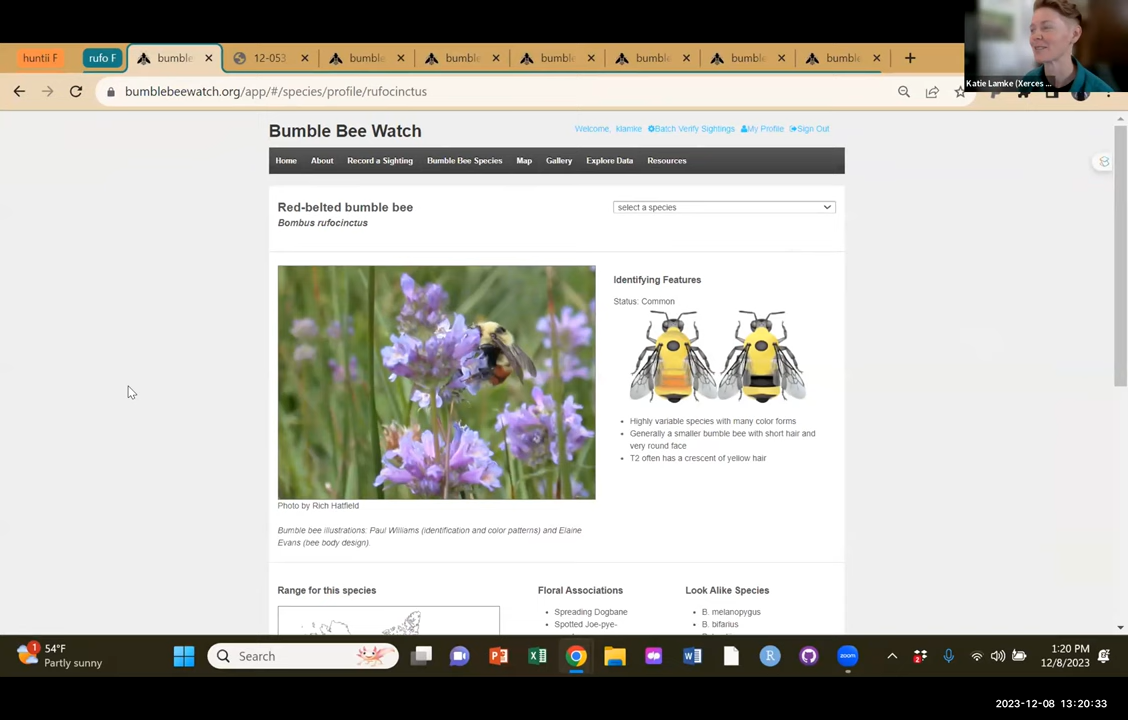 huntii F
rufo F
bumble
12-053
bumble
bumble
bumble
bumble
bumble
bumble
Katie Lamke (Xerces ...
bumblebeewatch.org/app/#/species/profile/rufocinctus
Bumble Bee Watch
Welcome, klamke Batch Verify Sightings My Profile Sign Out
Home About Record a Sighting Bumble Bee Species Map Gallery Explore Data Resources
Red-belted bumble bee
select a species
Bombus rufocinctus
Identifying Features
Status: Common
Highly variable species with many color forms
Generally a smaller bumble bee with short hair and
very round face
T2 often has a crescent of yellow hair
Photo by Rich Hatfield
Bumble bee illustrations: Paul Williams (identification and color patterns) and Elaine
Evans (bee body design).
Range for this species
Floral Associations
Spreading Dogbane
Spotted Joe-pye-
Look Alike Species
B. melanopygus
B. bifarius
1
54°F
Partly sunny
Search
zoom
2
1:20 PM
12/8/2023
2023-12-08 13:20:33